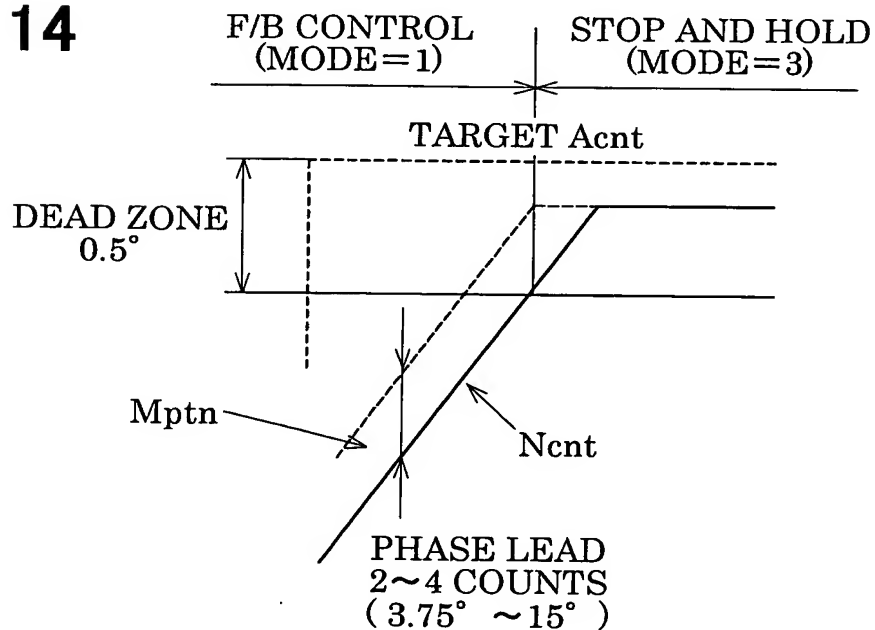 14
F/B CONTROL
(MODE=1)
STOP AND HOLD
(MODE=3)
TARGET Acnt
DEAD ZONE
0.5°
Mptn
Ncnt
PHASE LEAD
2~4 COUNTS
( 3.75° ~15° )